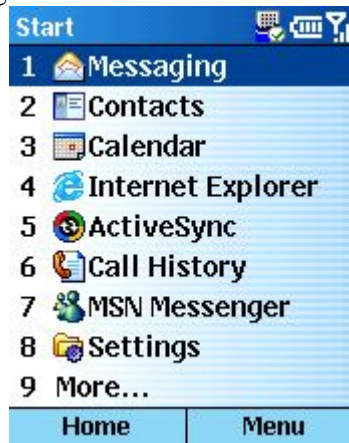 Start
1 Messaging
2 Contacts
3 Calendar
4 Internet Explorer
5 ActiveSync
6 Call History
7 MSN Messenger
8 Settings
9 More...
Home Menu